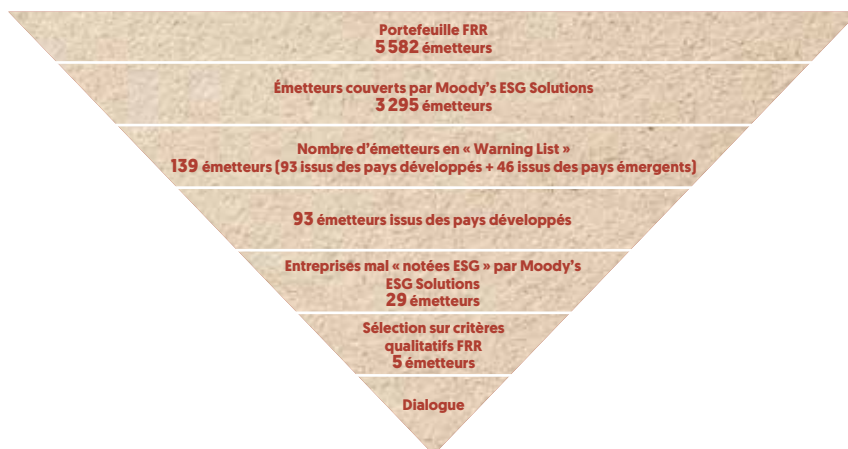 Portefeuille FRR
5 582 émetteurs
Émetteurs couverts par Moody's ESG Solutions
3 295 émetteurs
Nombre d'émetteurs en « Warning List »
139 émetteurs (93 issus des pays développés + 46 issus des pays émergents)
93 émetteurs issus des pays développés
Entreprises mal « notées ESG » par Moody's
ESG Solutions
29 émetteurs
Sélection sur critères
qualitatifs FRR
5 émetteurs
Dialogue